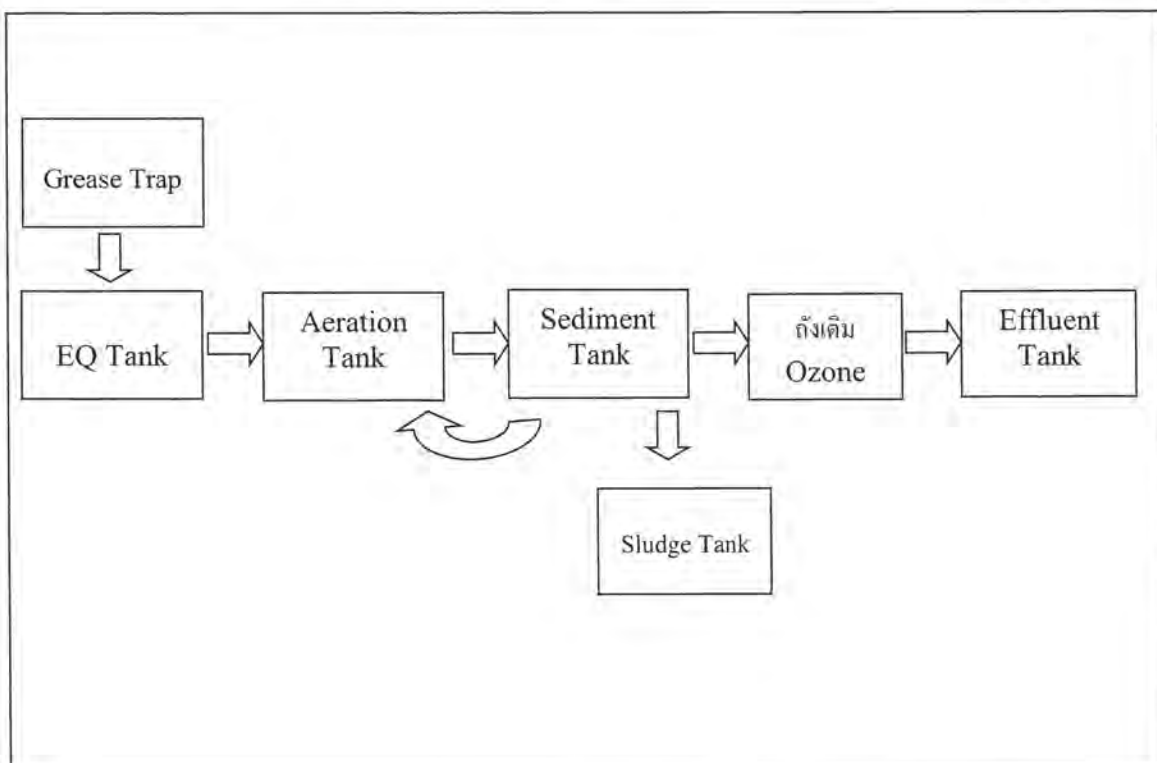 Grease Trap
EQ Tank
Aeration
Tank
Sediment
Tank
ถังเติม
Ozone
Effluent
Tank
Sludge Tank